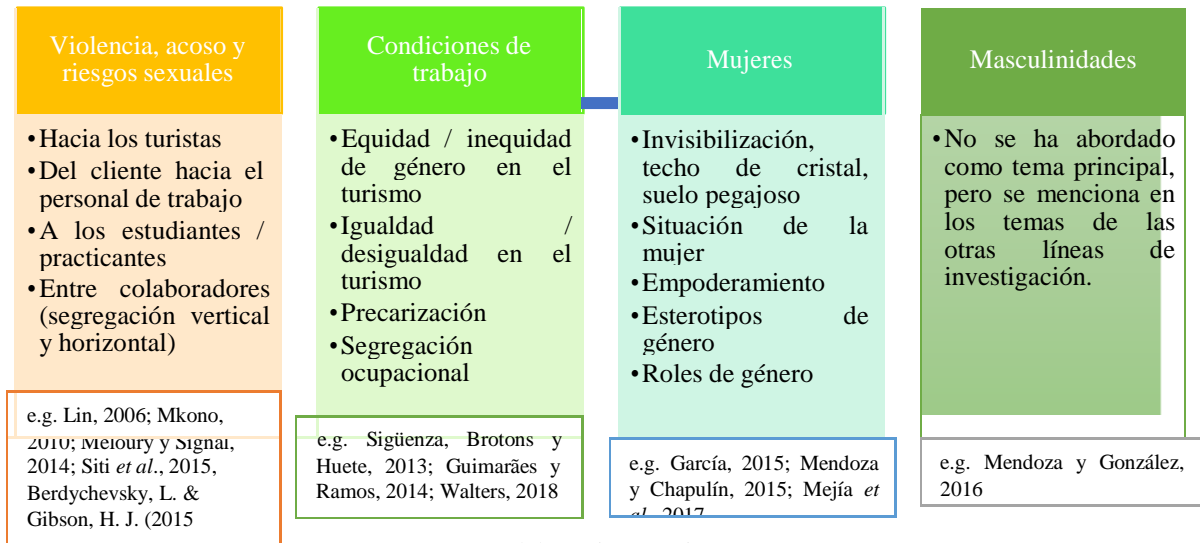 Violencia, acoso y
riesgos sexuales
•Hacia los turistas
•Del cliente hacia el
personal de trabajo
•A los estudiantes /
practicantes
•Entre colaboradores
(segregación vertical
y horizontal)
e.g. Lin, 2006; Mkono,
2010; Meloury y Signal,
2014; Siti et al., 2015,
Berdychevsky, L. &
Gibson, H. J. (2015
Condiciones de
trabajo
•Equidad / inequidad
de género en el
turismo
•Igualdad /
desigualdad en el
turismo
•Precarización
•Segregación
ocupacional
e.g. Sigüenza, Brotons y
Huete, 2013; Guimarães y
Ramos, 2014; Walters, 2018
Mujeres
•Invisibilización,
techo de cristal,
suelo pegajoso
•Situación de la
mujer
•Empoderamiento
•Esterotipos de
género
•Roles de género
e.g. García, 2015; Mendoza
y Chapulín, 2015; Mejía et
al., 2017
Masculinidades
•No se ha abordado
como tema principal,
pero se menciona en
los temas de las
otras líneas de
investigación.
e.g. Mendoza y González,
2016